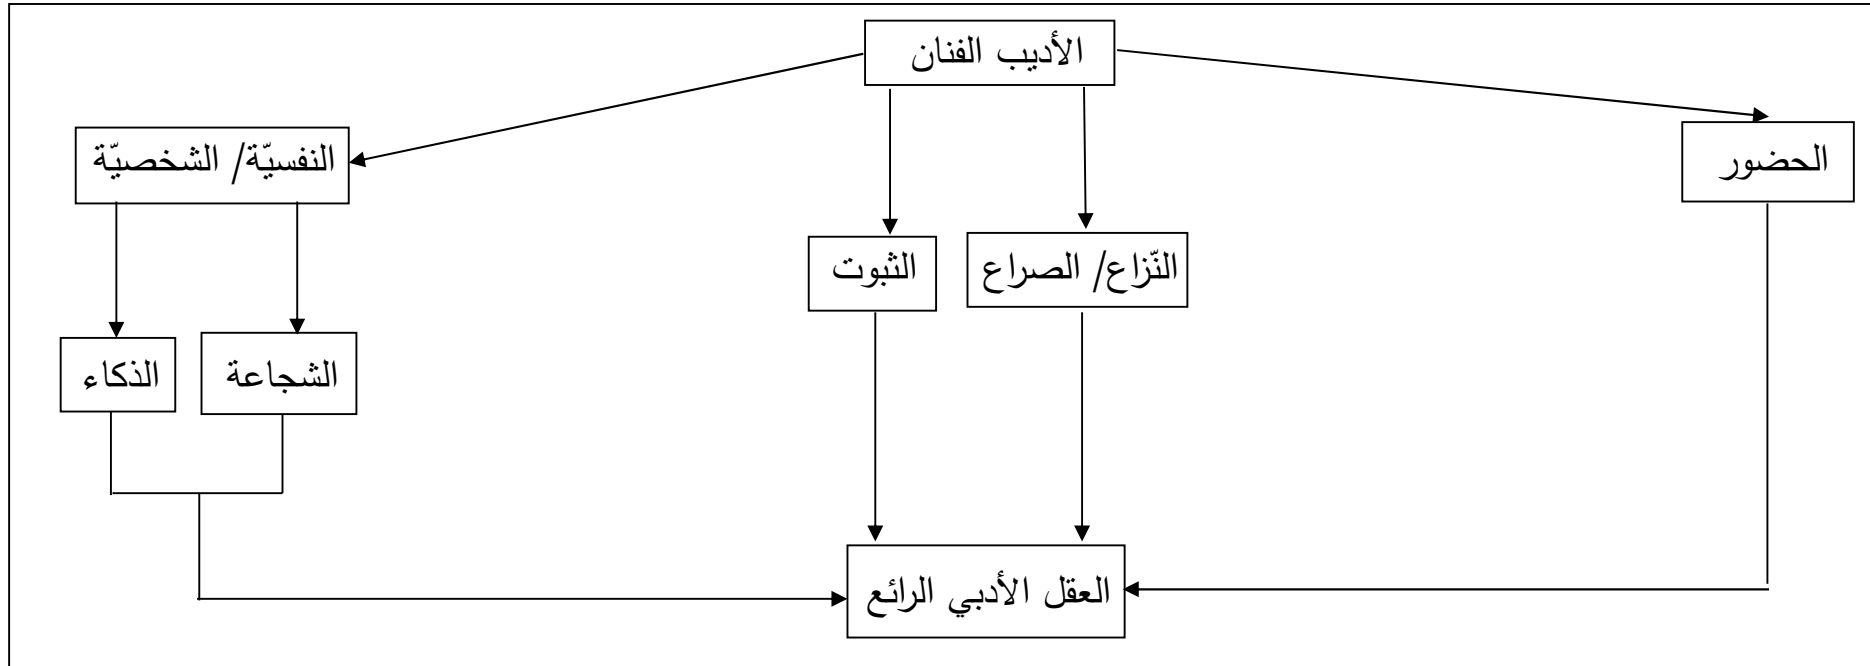 الأديب الفنان
الحضور
النفسيّة/ الشخصيّة
النّزاع/ الصراع
الثبوت
الشجاعة
الذكاء
العقل الأدبي الرائع